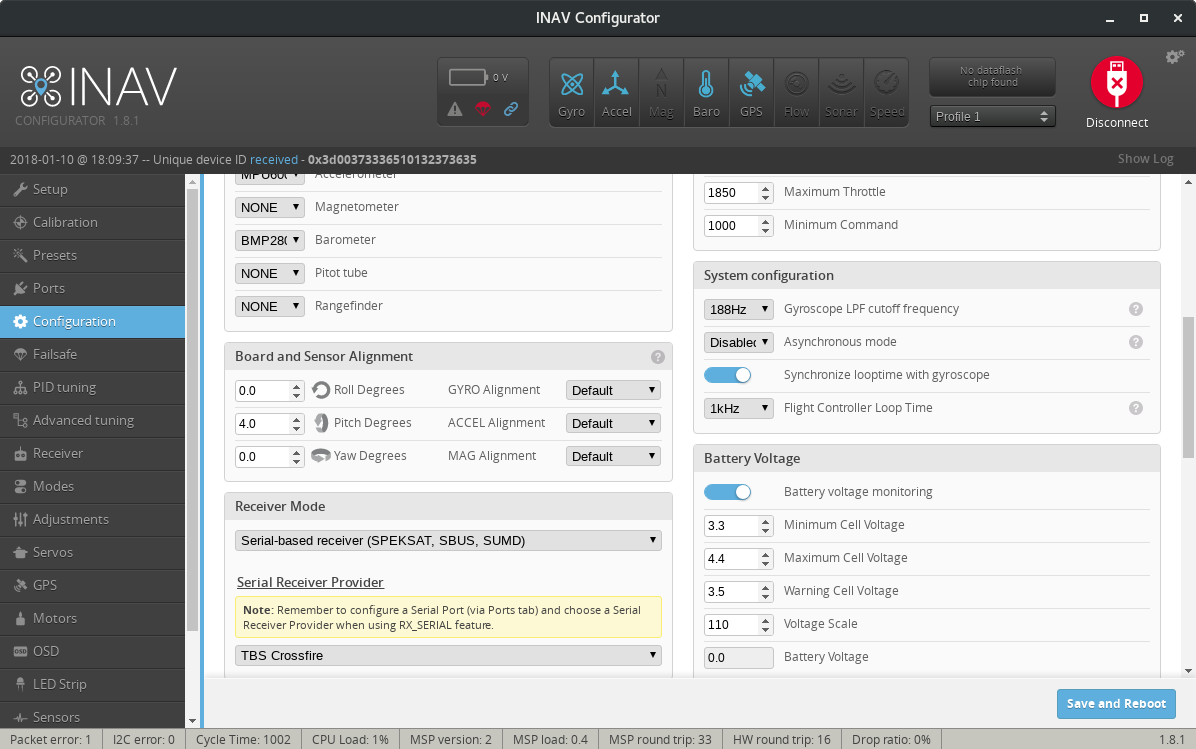 INAV Configurator
INAV
CONFIGURATOR 1.8.1
0 V
Gyro
Accel
Mag
Baro
GPS
Flow
Sonar
Speed
No dataflash
chip found
Profile 1
Disconnect
2018-01-10 @ 18:09:37 -- Unique device ID received - 0x3d00373336510132373635
Show Log
Setup
Calibration
Presets
Ports
Configuration
Failsafe
PID tuning
Advanced tuning
Receiver
Modes
Adjustments
Servos
GPS
Motors
OSD
LED Strip
Sensors
MPU60 Accelerometer
NONE Magnetometer
BMP280 Barometer
NONE Pitot tube
NONE Rangefinder
Board and Sensor Alignment
0.0 Roll Degrees GYRO Alignment Default
4.0 Pitch Degrees ACCEL Alignment Default
0.0 Yaw Degrees MAG Alignment Default
Receiver Mode
Serial-based receiver (SPEKSAT, SBUS, SUMD)
Serial Receiver Provider
Note: Remember to configure a Serial Port (via Ports tab) and choose a Serial
Receiver Provider when using RX_SERIAL feature.
TBS Crossfire
1850 Maximum Throttle
1000 Minimum Command
System configuration
188Hz Gyroscope LPF cutoff frequency
Disabled Asynchronous mode
Synchronize looptime with gyroscope
1kHz Flight Controller Loop Time
Battery Voltage
Battery voltage monitoring
3.3 Minimum Cell Voltage
4.4 Maximum Cell Voltage
3.5 Warning Cell Voltage
110 Voltage Scale
0.0 Battery Voltage
Save and Reboot
Packet error: 1 I2C error: 0 Cycle Time: 1002 CPU Load: 1% MSP version: 2 MSP load: 0.4 MSP round trip: 33 HW round trip: 16 Drop ratio: 0% 1.8.1